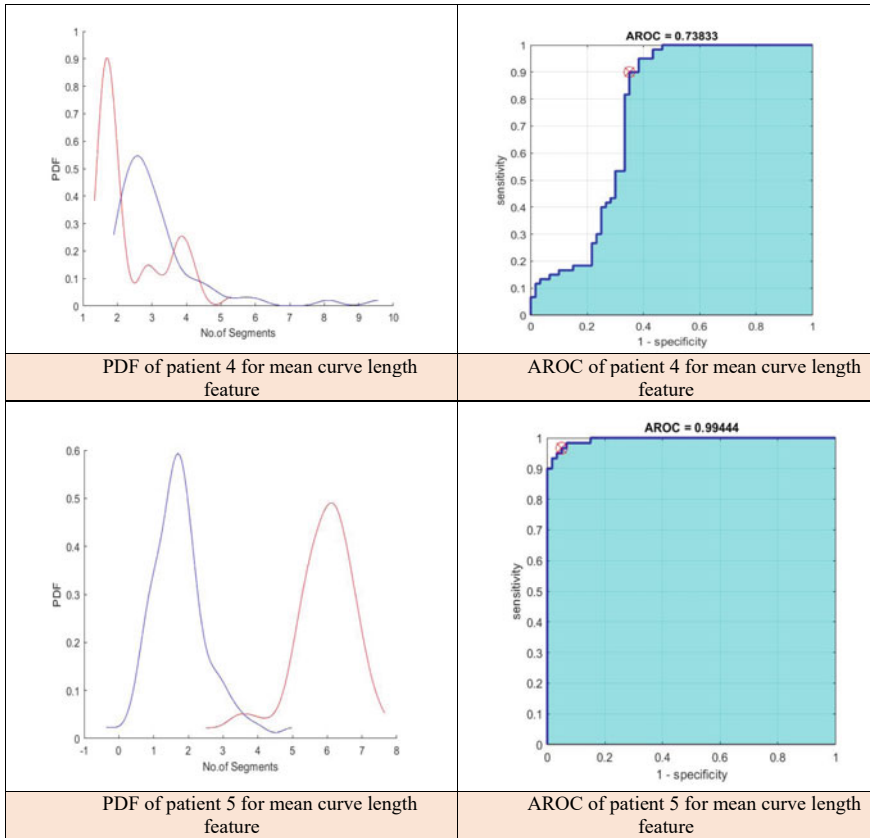 1
0.9
0.8
0.7
0.6
0.5
0.4
0.3
0.2
0.1
0
PDF
1 2 3 4 5 6 7 8 9 10
No.of Segments
AROC = 0.73833
1
0.9
0.8
0.7
0.6
0.5
0.4
0.3
0.2
0.1
0
sensitivity
0 0.2 0.4 0.6 0.8 1
1 - specificity
PDF of patient 4 for mean curve length
feature
AROC of patient 4 for mean curve length
feature
0.6
0.5
0.4
0.3
0.2
0.1
0
PDF
-1 0 1 2 3 4 5 6 7 8
No.of Segments
AROC = 0.99444
1
0.9
0.8
0.7
0.6
0.5
0.4
0.3
0.2
0.1
0
sensitivity
0 0.2 0.4 0.6 0.8 1
1 - specificity
PDF of patient 5 for mean curve length
feature
AROC of patient 5 for mean curve length
feature